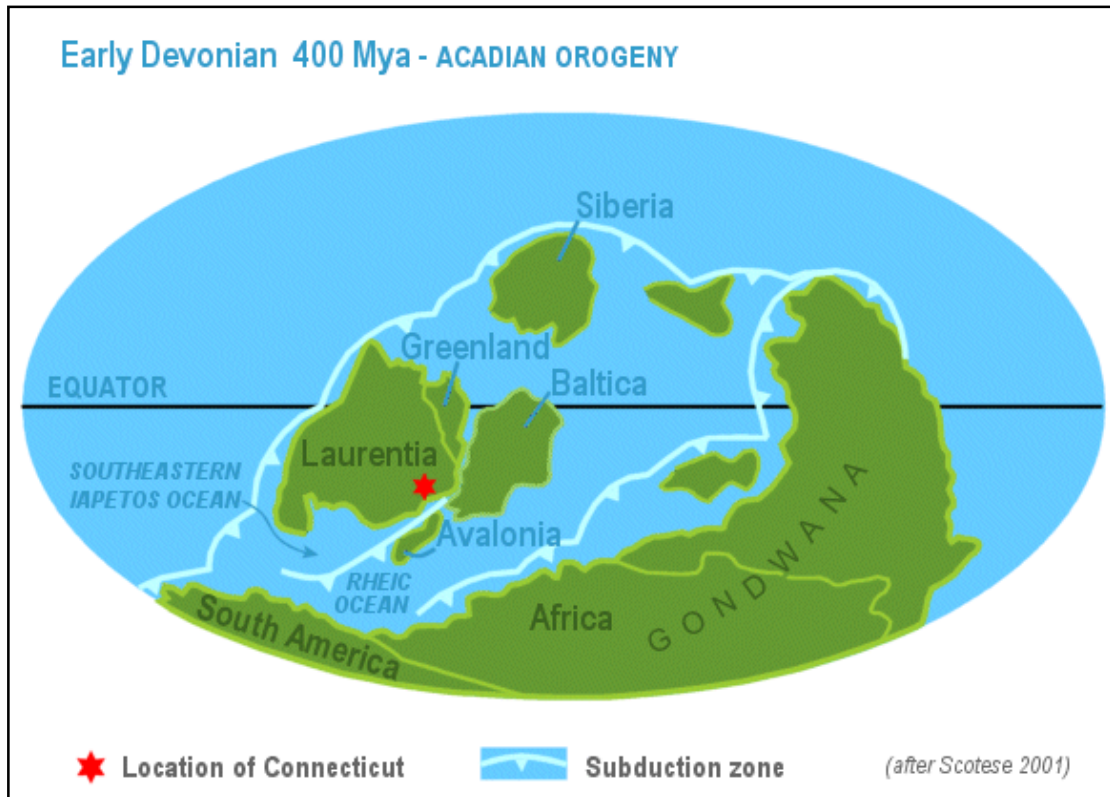 Early Devonian 400 Mya - ACADIAN OROGENY
Siberia
Greenland
Baltica
EQUATOR
Laurentia
SOUTHEASTERN
IAPETOS OCEAN
Avalonia
RHEIC
OCEAN
GONDWANA
Africa
South America
Location of Connecticut
Subduction zone
(after Scotese 2001)